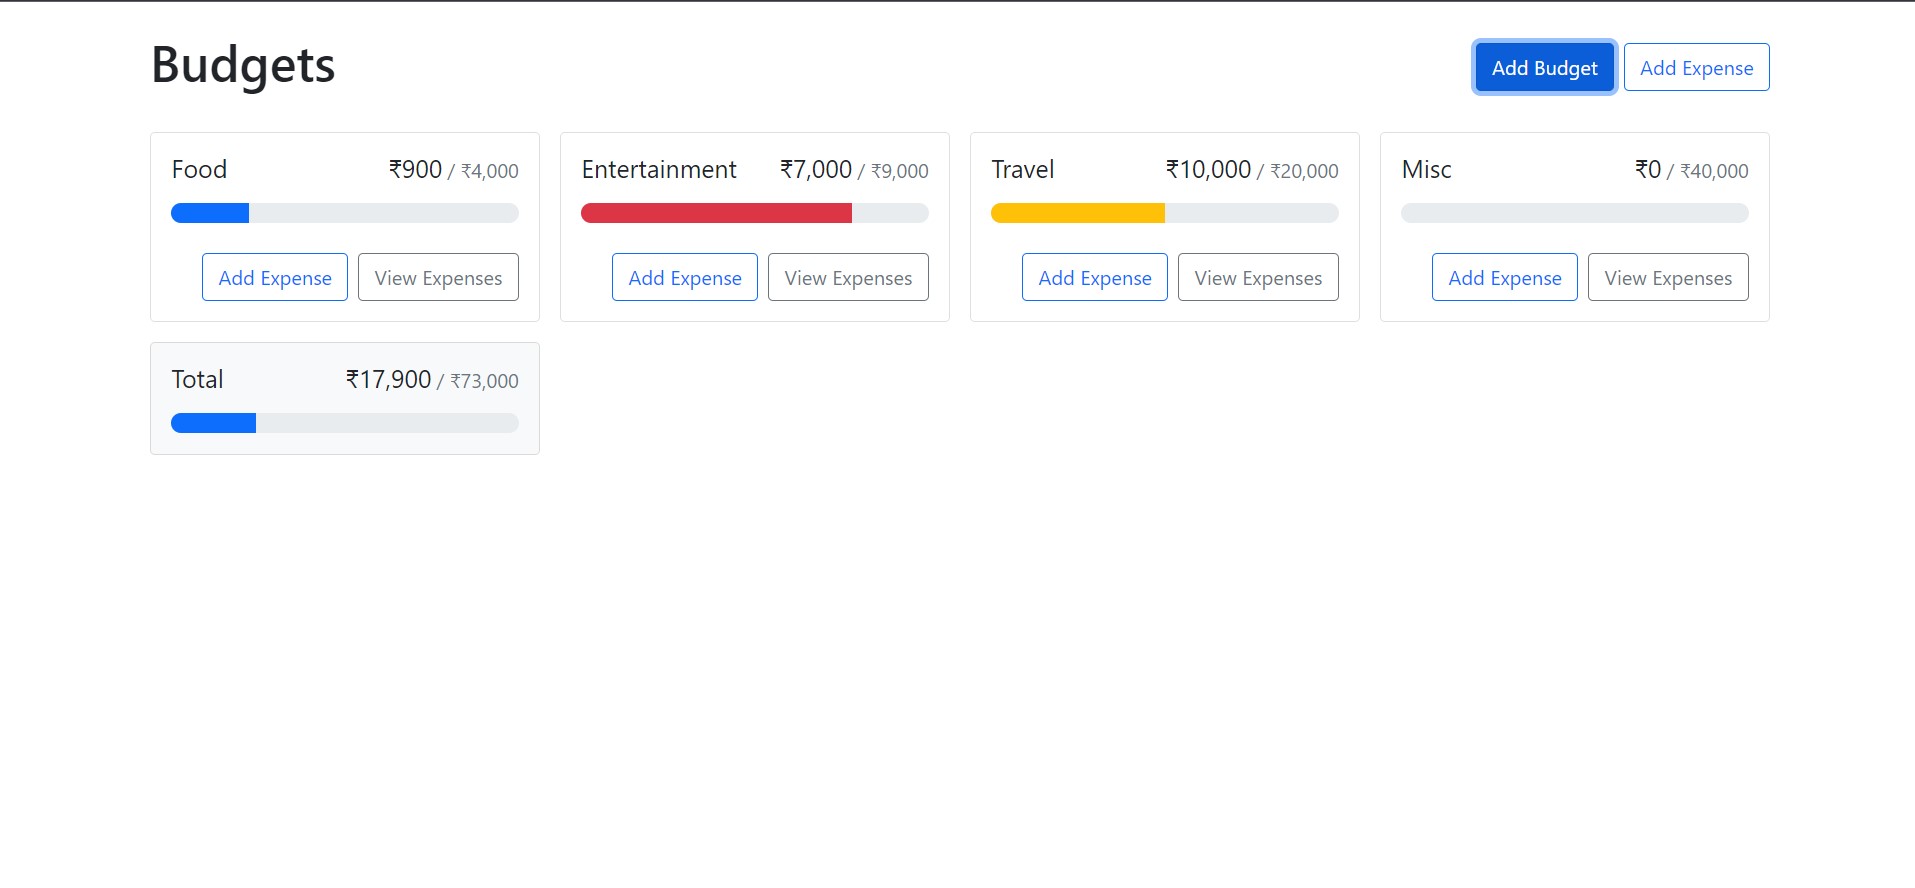 Budgets
Add Budget
Add Expense
Food ₹900 / ₹4,000
Add Expense View Expenses
Entertainment ₹7,000 / ₹9,000
Add Expense View Expenses
Travel ₹10,000 / ₹20,000
Add Expense View Expenses
Misc ₹0 / ₹40,000
Add Expense View Expenses
Total ₹17,900 / ₹73,000